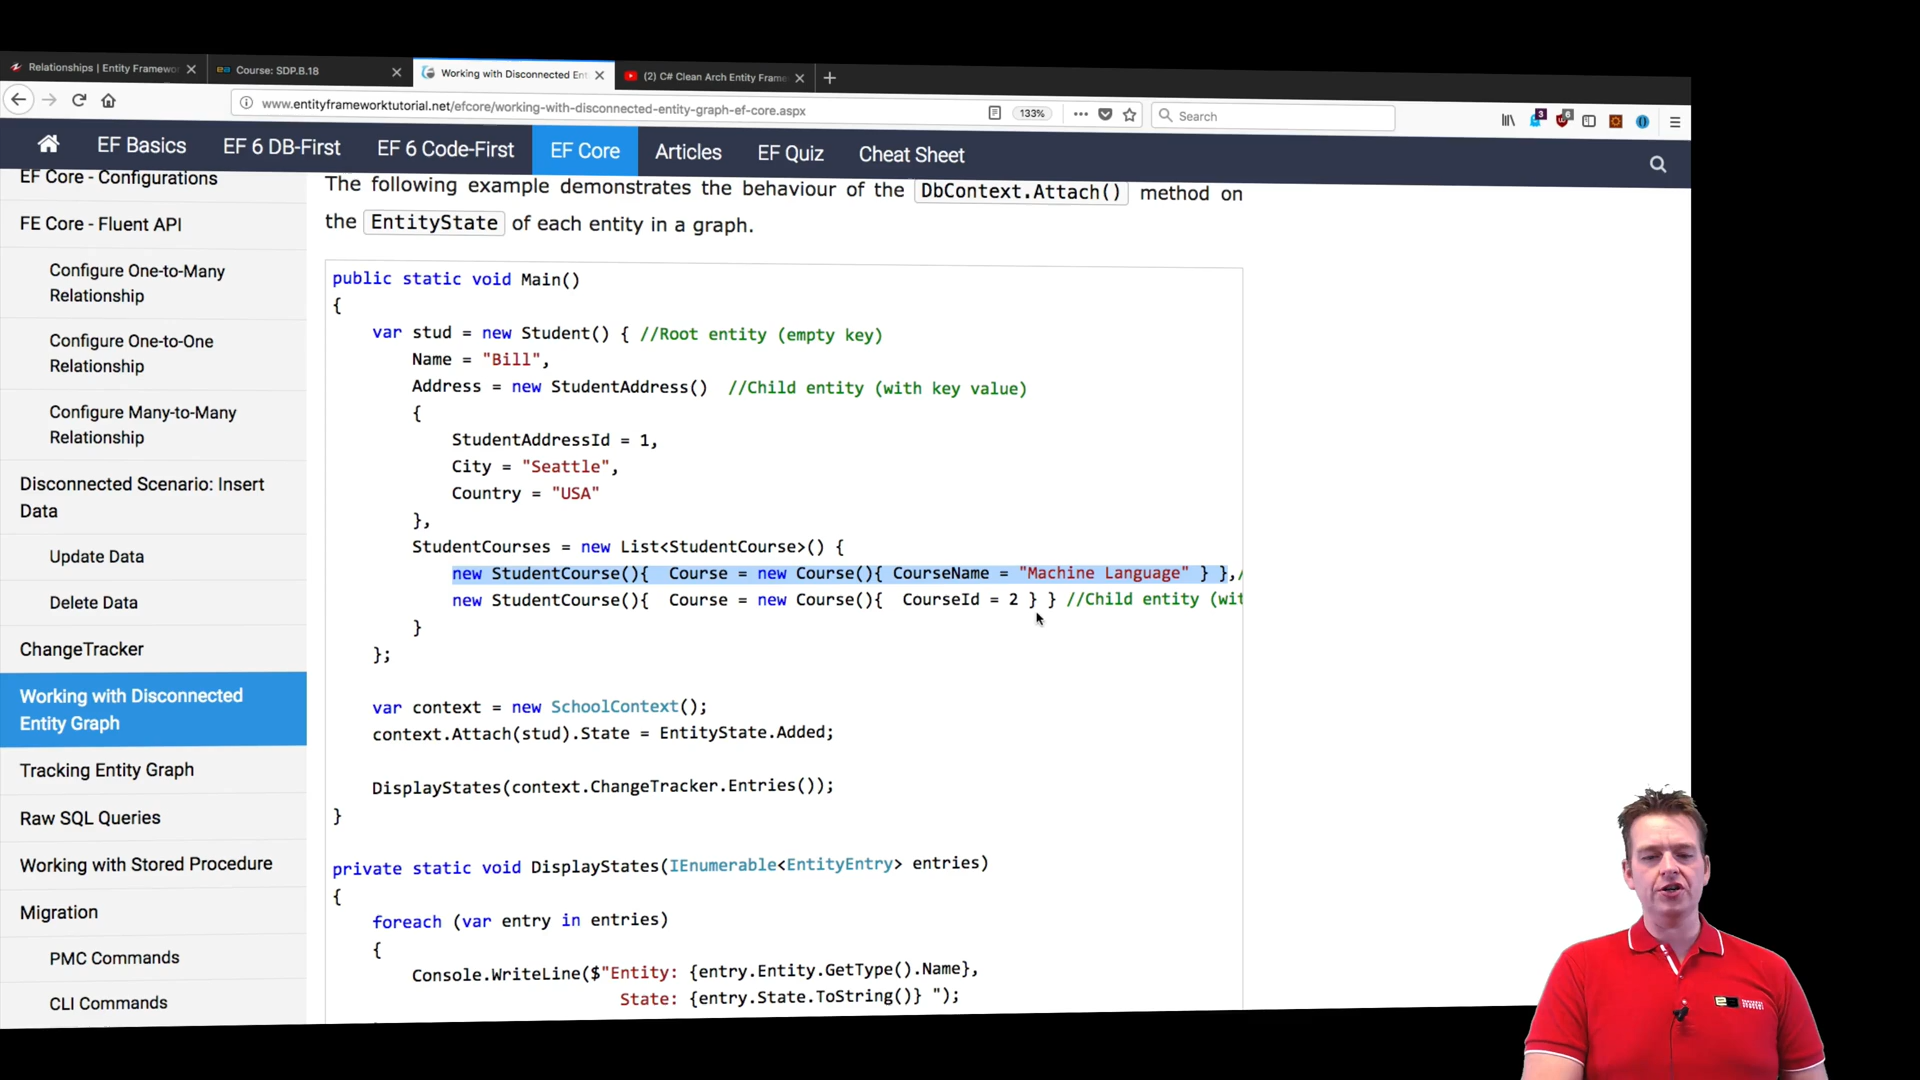 Relationships | Entity Framewo
Course: SDP.B.18
Working with Disconnected Ent
(2) C# Clean Arch Entity Frame
www.entityframeworktutorial.net/efcore/working-with-disconnected-entity-graph-ef-core.aspx
133%
Search
3
EF Basics
EF 6 DB-First
EF 6 Code-First
EF Core
Articles
EF Quiz
Cheat Sheet
EF Core - Configurations
FE Core - Fluent API
Configure One-to-Many
Relationship
Configure One-to-One
Relationship
Configure Many-to-Many
Relationship
Disconnected Scenario: Insert
Data
Update Data
Delete Data
ChangeTracker
Working with Disconnected
Entity Graph
Tracking Entity Graph
Raw SQL Queries
Working with Stored Procedure
Migration
PMC Commands
CLI Commands
The following example demonstrates the behaviour of the DbContext.Attach() method on
the EntityState of each entity in a graph.
public static void Main()
{
var stud = new Student() { //Root entity (empty key)
Name = "Bill",
Address = new StudentAddress() //Child entity (with key value)
{
StudentAddressId = 1,
City = "Seattle",
Country = "USA"
},
StudentCourses = new List<StudentCourse>() {
new StudentCourse(){ Course = new Course(){ CourseName = "Machine Language" } },/
new StudentCourse(){ Course = new Course(){ CourseId = 2 } } //Child entity (wit
}
};
var context = new SchoolContext();
context.Attach(stud).State = EntityState.Added;
DisplayStates(context.ChangeTracker.Entries());
}
private static void DisplayStates(IEnumerable<EntityEntry> entries)
{
foreach (var entry in entries)
{
Console.WriteLine($"Entity: {entry.Entity.GetType().Name},
State: {entry.State.ToString()} ");